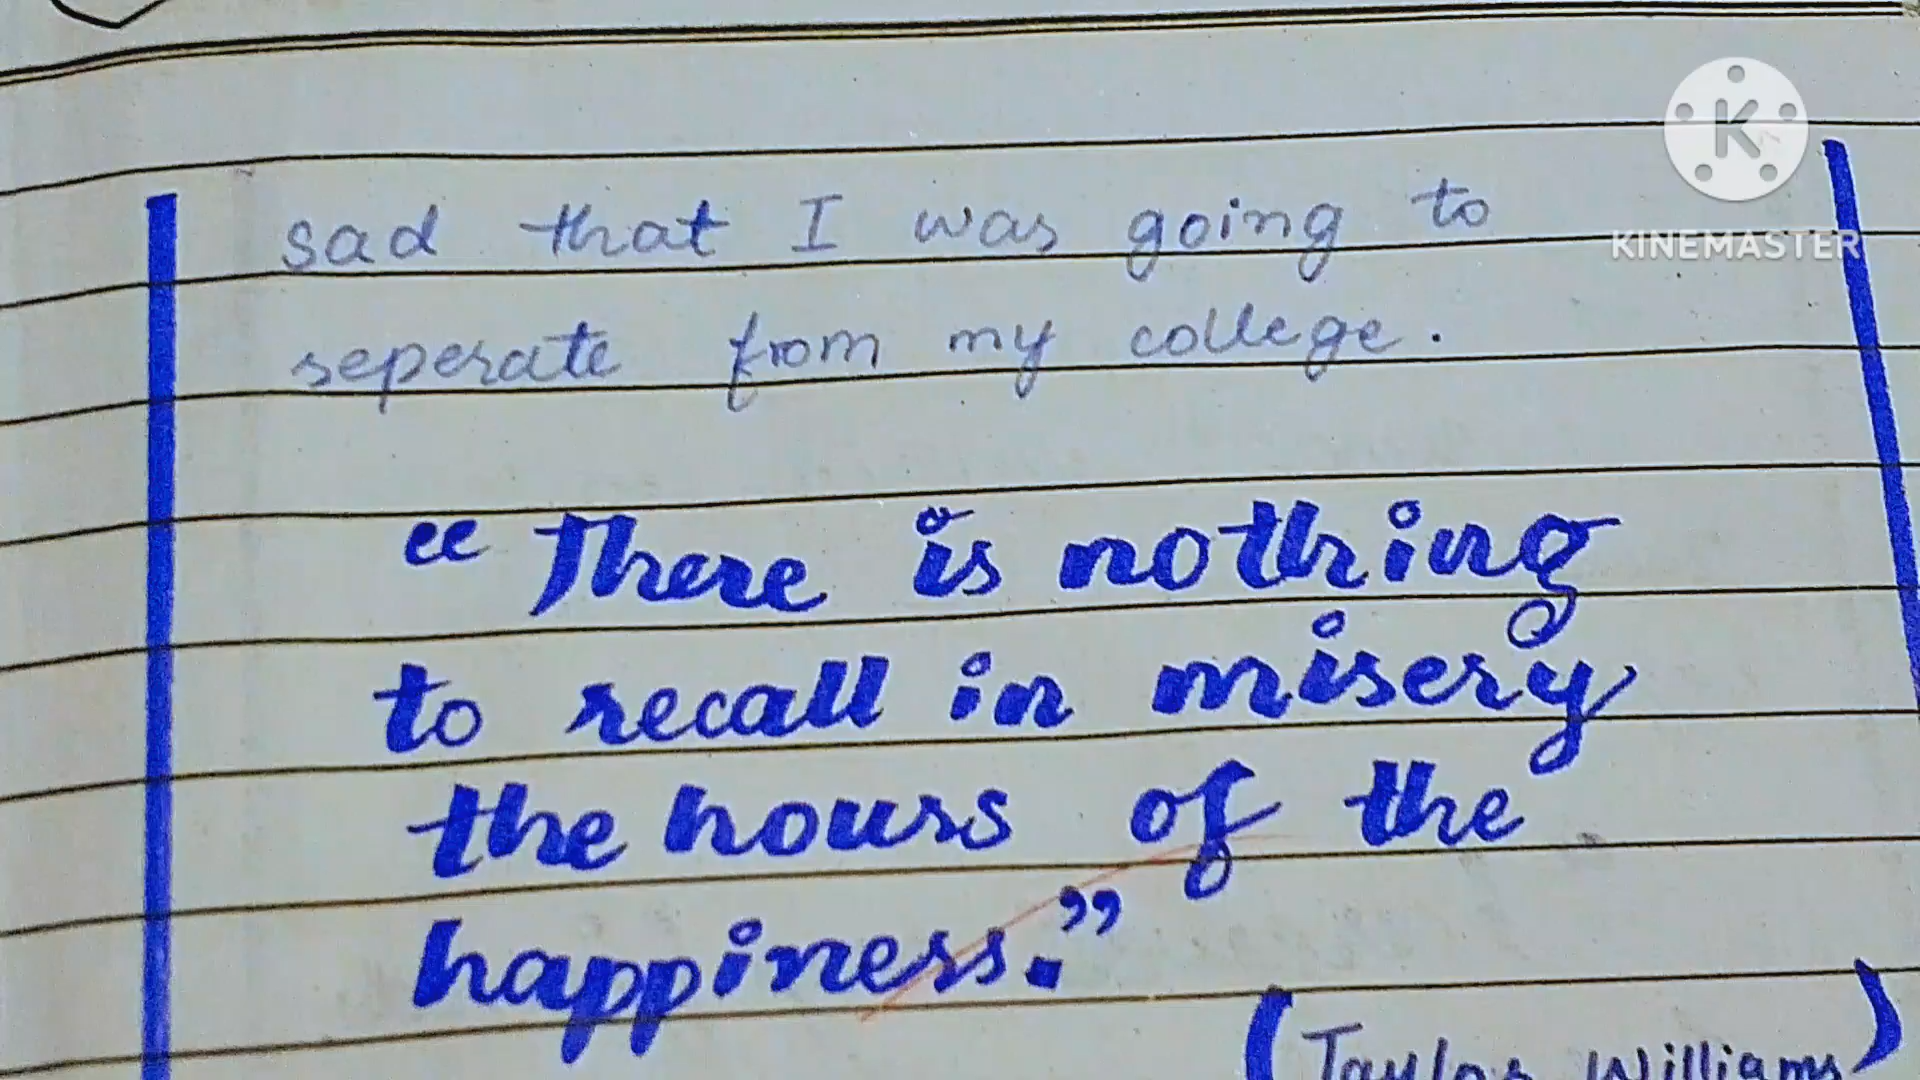 KINEMASTER
sad that I was going to
seperate from my college.
“There is nothing
to recall in misery
the hours of the
happiness.”
(Taylor Williams)